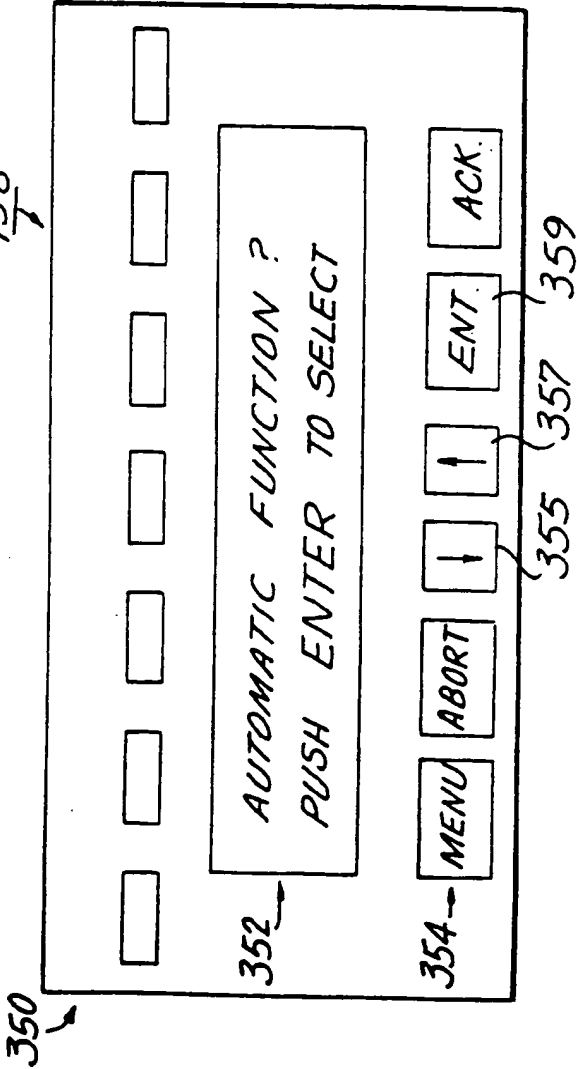 350
352
AUTOMATIC FUNCTION ?
PUSH ENTER TO SELECT
354 MENU ABORT ↓ ↑ ENT. ACK.
355 357 359